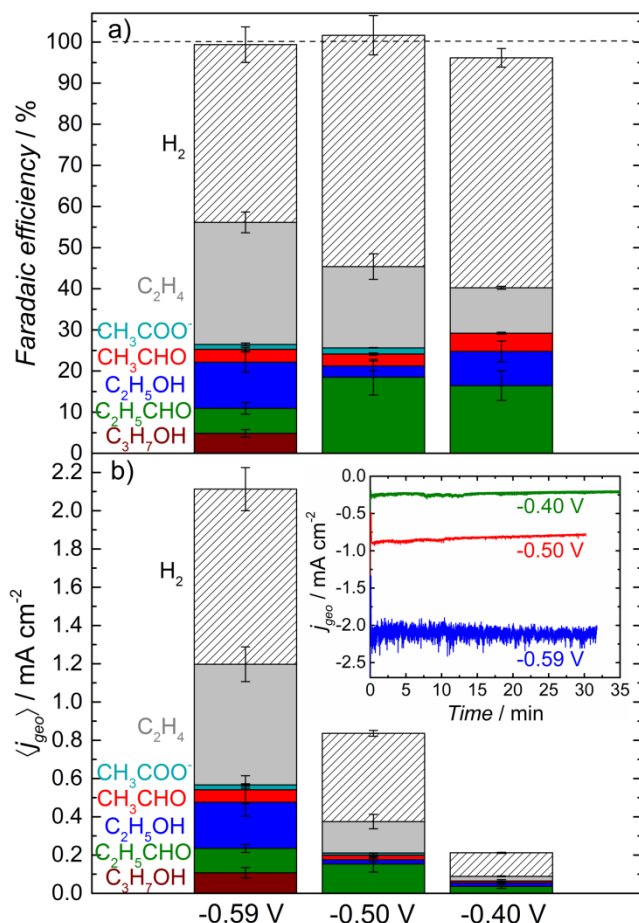 a)
100
90
80
70
60
50
40
30
20
10
0
Faradaic efficiency / %
H₂
C₂H₄
CH₃COO⁻
CH₃CHO
C₂H₅OH
C₂H₅CHO
C₃H₇OH
b)
2.2
2.0
1.8
1.6
1.4
1.2
1.0
0.8
0.6
0.4
0.2
0.0
⟨j_geo⟩ / mA cm⁻²
H₂
C₂H₄
CH₃COO⁻
CH₃CHO
C₂H₅OH
C₂H₅CHO
C₃H₇OH
-0.59 V -0.50 V -0.40 V
0.0
-0.5
-1.0
-1.5
-2.0
-2.5
j_geo / mA cm⁻²
-0.40 V
-0.50 V
-0.59 V
0 5 10 15 20 25 30 35
Time / min